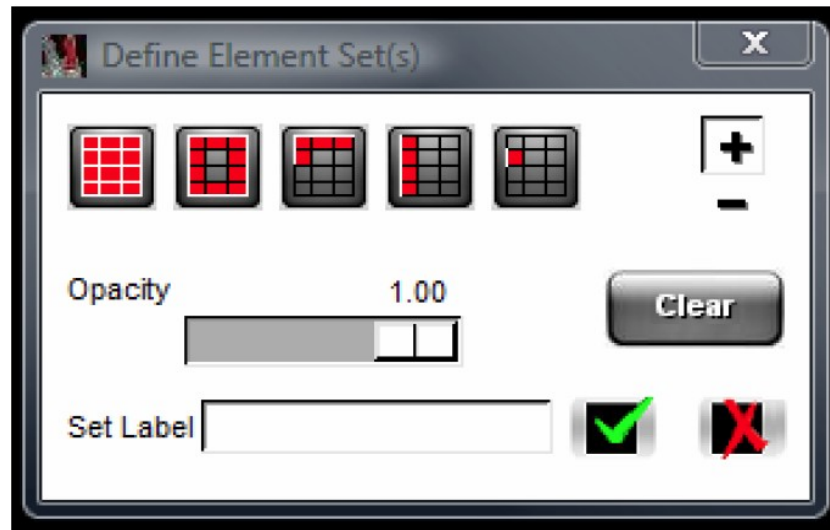 Define Element Set(s)
X
+
-
Opacity 1.00
Clear
Set Label